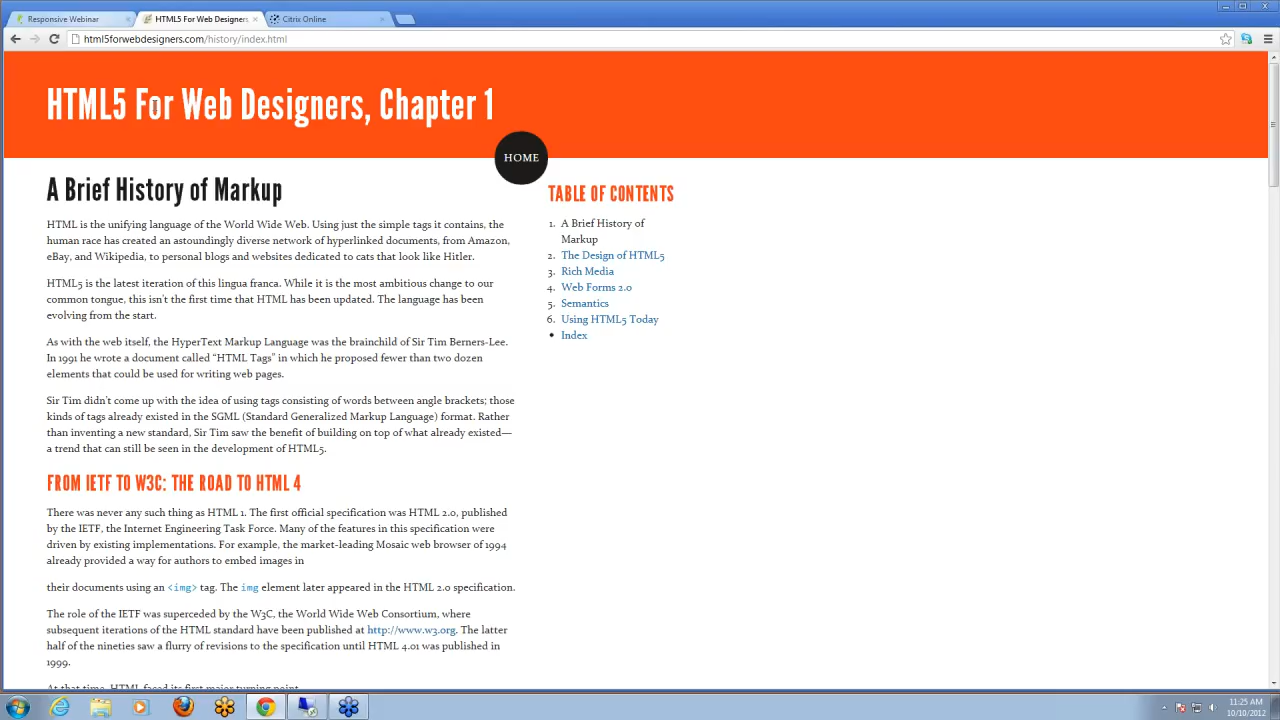 Responsive Webinar
HTML5 For Web Designers,
Citrix Online
html5forwebdesigners.com/history/index.html
HTML5 For Web Designers, Chapter 1
HOME
A Brief History of Markup
HTML is the unifying language of the World Wide Web. Using just the simple tags it contains, the
human race has created an astoundingly diverse network of hyperlinked documents, from Amazon,
eBay, and Wikipedia, to personal blogs and websites dedicated to cats that look like Hitler.
HTML5 is the latest iteration of this lingua franca. While it is the most ambitious change to our
common tongue, this isn't the first time that HTML has been updated. The language has been
evolving from the start.
As with the web itself, the HyperText Markup Language was the brainchild of Sir Tim Berners-Lee.
In 1991 he wrote a document called “HTML Tags” in which he proposed fewer than two dozen
elements that could be used for writing web pages.
Sir Tim didn't come up with the idea of using tags consisting of words between angle brackets; those
kinds of tags already existed in the SGML (Standard Generalized Markup Language) format. Rather
than inventing a new standard, Sir Tim saw the benefit of building on top of what already existed—
a trend that can still be seen in the development of HTML5.
FROM IETF TO W3C: THE ROAD TO HTML 4
There was never any such thing as HTML 1. The first official specification was HTML 2.0, published
by the IETF, the Internet Engineering Task Force. Many of the features in this specification were
driven by existing implementations. For example, the market-leading Mosaic web browser of 1994
already provided a way for authors to embed images in
their documents using an <img> tag. The img element later appeared in the HTML 2.0 specification.
The role of the IETF was superceded by the W3C, the World Wide Web Consortium, where
subsequent iterations of the HTML standard have been published at http://www.w3.org. The latter
half of the nineties saw a flurry of revisions to the specification until HTML 4.01 was published in
1999.
At that time, HTML faced its first major turning point.
TABLE OF CONTENTS
1. A Brief History of
Markup
2. The Design of HTML5
3. Rich Media
4. Web Forms 2.0
5. Semantics
6. Using HTML5 Today
• Index
11:25 AM
10/10/2012